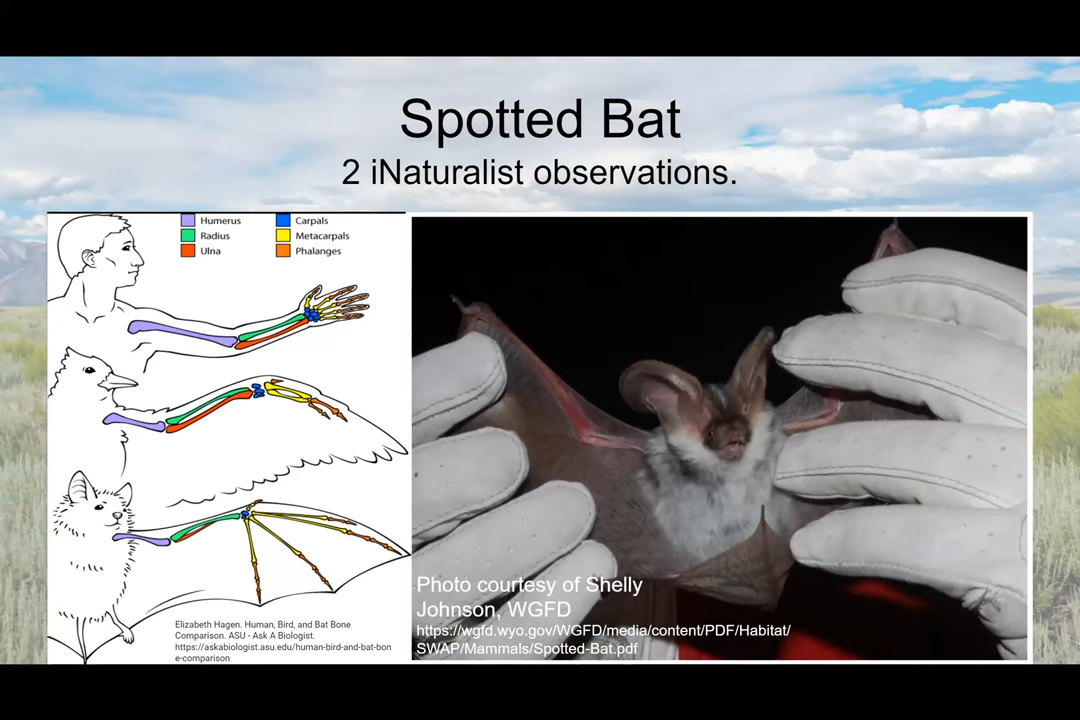 Spotted Bat
2 iNaturalist observations.
Humerus
Radius
Ulna
Carpals
Metacarpals
Phalanges
Elizabeth Hagen. Human, Bird, and Bat Bone
Comparison. ASU - Ask A Biologist.
https://askabiologist.asu.edu/human-bird-and-bat-bon
e-comparison
Photo courtesy of Shelly
Johnson, WGFD
https://wgfd.wyo.gov/WGFD/media/content/PDF/Habitat/
SWAP/Mammals/Spotted-Bat.pdf